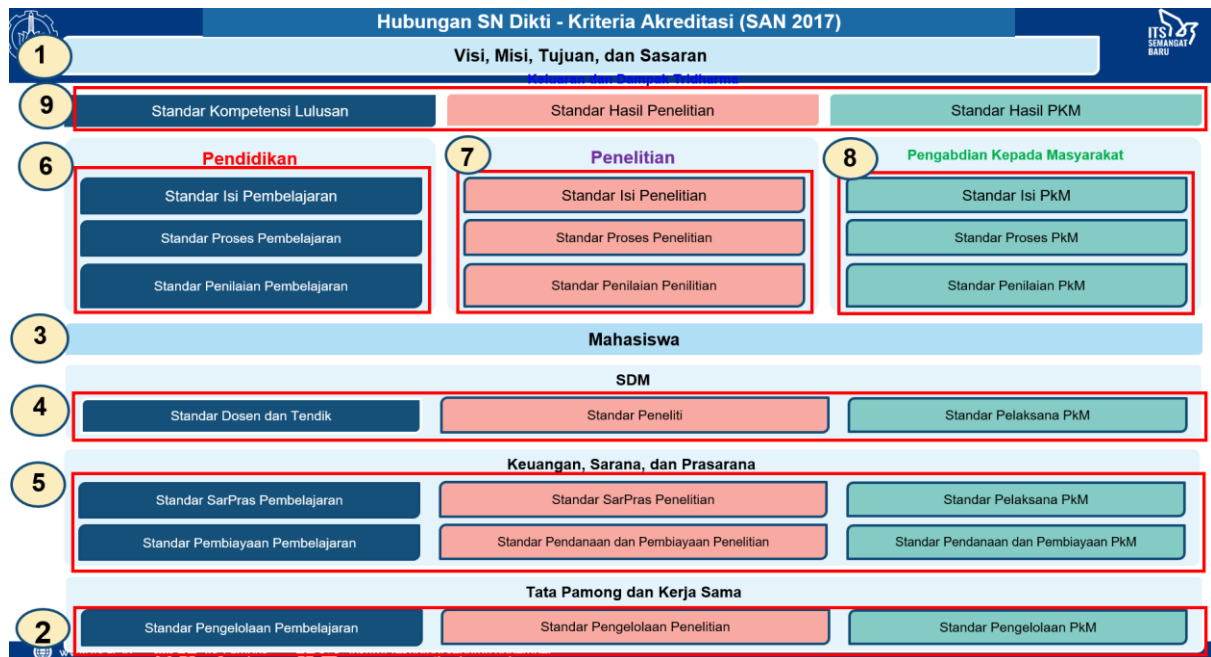 Hubungan SN Dikti - Kriteria Akreditasi (SAN 2017)
ITS
SEMANGAT
BARU
1
Visi, Misi, Tujuan, dan Sasaran
Keluaran dan Dampak Tridharma
9
Standar Kompetensi Lulusan
Standar Hasil Penelitian
Standar Hasil PKM
6
Pendidikan
Standar Isi Pembelajaran
Standar Proses Pembelajaran
Standar Penilaian Pembelajaran
7
Penelitian
Standar Isi Penelitian
Standar Proses Penelitian
Standar Penilaian Penilitian
8
Pengabdian Kepada Masyarakat
Standar Isi PkM
Standar Proses PkM
Standar Penilaian PkM
3
Mahasiswa
SDM
4
Standar Dosen dan Tendik
Standar Peneliti
Standar Pelaksana PkM
Keuangan, Sarana, dan Prasarana
5
Standar SarPras Pembelajaran
Standar SarPras Penelitian
Standar Pelaksana PkM
Standar Pembiayaan Pembelajaran
Standar Pendanaan dan Pembiayaan Penelitian
Standar Pendanaan dan Pembiayaan PkM
Tata Pamong dan Kerja Sama
2
Standar Pengelolaan Pembelajaran
Standar Pengelolaan Penelitian
Standar Pengelolaan PkM